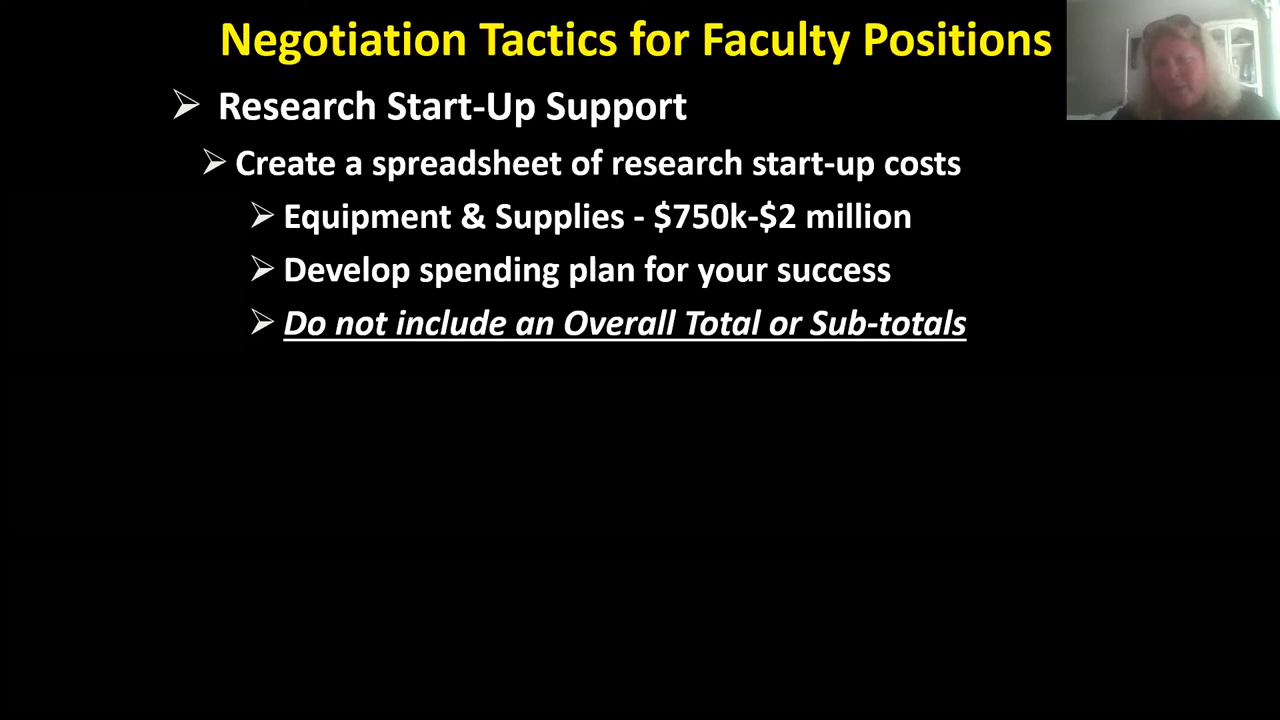 Negotiation Tactics for Faculty Positions
➢ Research Start-Up Support
➢ Create a spreadsheet of research start-up costs
➢ Equipment & Supplies - $750k-$2 million
➢ Develop spending plan for your success
➢ Do not include an Overall Total or Sub-totals